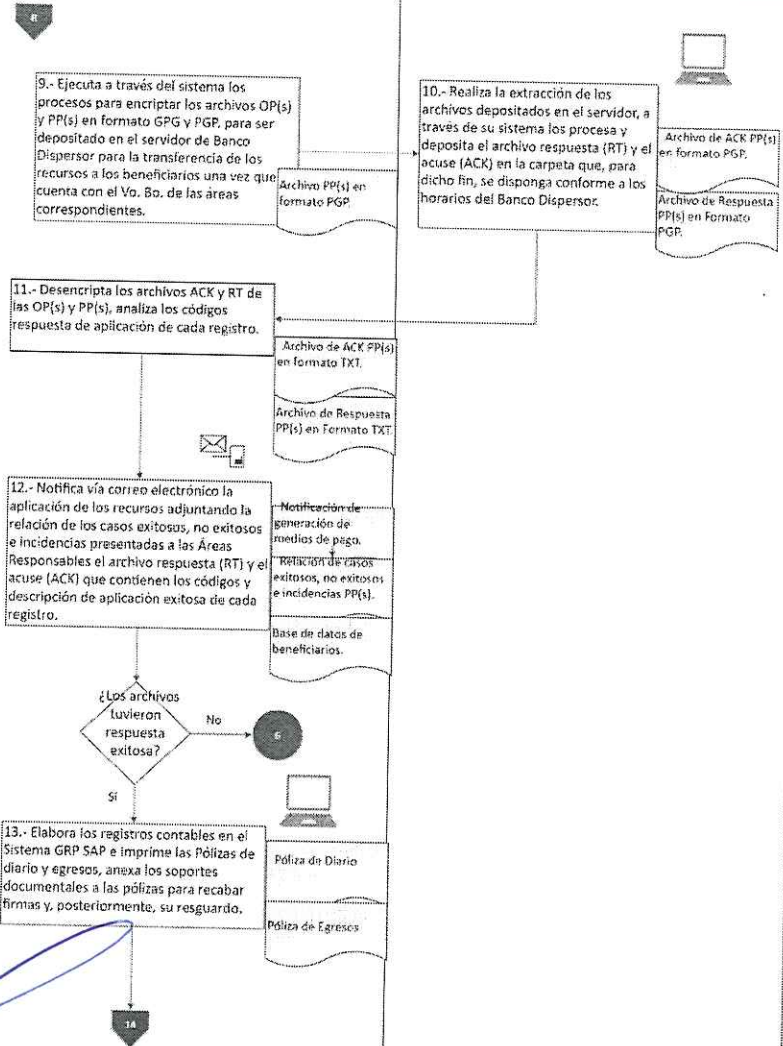 8
9.- Ejecuta a través del sistema los
procesos para encriptar los archivos OP(s)
y PP(s) en formato GPG y PGP, para ser
depositado en el servidor de Banco
Dispersor para la transferencia de los
recursos a los beneficiarios una vez que
cuenta con el Vo. Bo. de las áreas
correspondientes.
Archivo PP(s) en
formato PGP.
10.- Realiza la extracción de los
archivos depositados en el servidor, a
través de su sistema los procesa y
deposita el archivo respuesta (RT) y el
acuse (ACK) en la carpeta que, para
dicho fin, se disponga conforme a los
horarios del Banco Dispersor.
Archivo de ACK PP(s)
en formato PGP.
Archivo de Respuesta
PP(s) en Formato
PGP.
11.- Desencripta los archivos ACK y RT de
las OP(s) y PP(s), analiza los códigos
respuesta de aplicación de cada registro.
Archivo de ACK PP(s)
en formato TXT.
Archivo de Respuesta
PP(s) en Formato TXT.
12.- Notifica vía correo electrónico la
aplicación de los recursos adjuntando la
relación de los casos exitosos, no exitosos
e incidencias presentadas a las Áreas
Responsables el archivo respuesta (RT) y el
acuse (ACK) que contienen los códigos y
descripción de aplicación exitosa de cada
registro.
Notificación de
generación de
medios de pago.
Relación de casos
exitosos, no exitosos
e incidencias PP(s).
Base de datos de
beneficiarios.
¿Los archivos
tuvieron
respuesta
exitosa?
No
6
Sí
13.- Elabora los registros contables en el
Sistema GRP SAP e imprime las Pólizas de
diario y egresos, anexa los soportes
documentales a las pólizas para recabar
firmas y, posteriormente, su resguardo.
Póliza de Diario
Póliza de Egresos
14